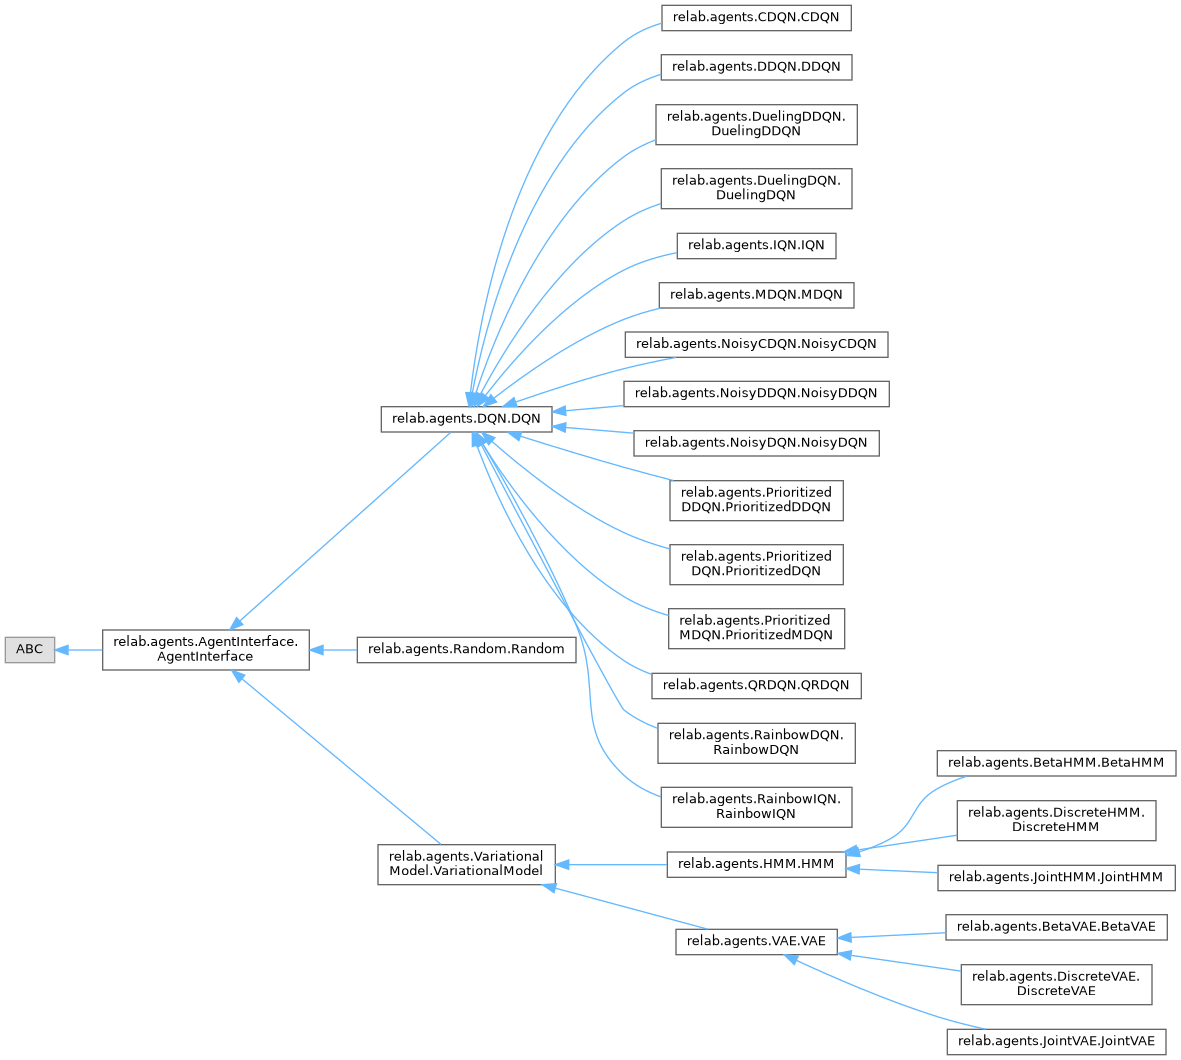 relab.agents.CDQN.CDQN
relab.agents.DDQN.DDQN
relab.agents.DuelingDDQN.
DuelingDDQN
relab.agents.DuelingDQN.
DuelingDQN
relab.agents.IQN.IQN
relab.agents.MDQN.MDQN
relab.agents.NoisyCDQN.NoisyCDQN
relab.agents.NoisyDDQN.NoisyDDQN
relab.agents.DQN.DQN
relab.agents.NoisyDQN.NoisyDQN
relab.agents.Prioritized
DDQN.PrioritizedDDQN
relab.agents.Prioritized
DQN.PrioritizedDQN
relab.agents.Prioritized
MDQN.PrioritizedMDQN
ABC
relab.agents.AgentInterface.
AgentInterface
relab.agents.Random.Random
relab.agents.QRDQN.QRDQN
relab.agents.RainbowDQN.
RainbowDQN
relab.agents.RainbowIQN.
RainbowIQN
relab.agents.Variational
Model.VariationalModel
relab.agents.HMM.HMM
relab.agents.BetaHMM.BetaHMM
relab.agents.DiscreteHMM.
DiscreteHMM
relab.agents.JointHMM.JointHMM
relab.agents.VAE.VAE
relab.agents.BetaVAE.BetaVAE
relab.agents.DiscreteVAE.
DiscreteVAE
relab.agents.JointVAE.JointVAE